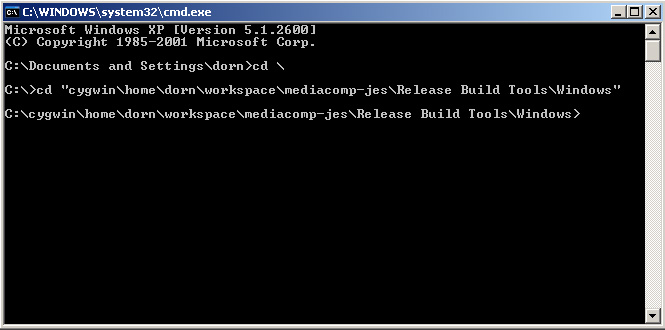 C:\WINDOWS\system32\cmd.exe
Microsoft Windows XP [Version 5.1.2600]
(C) Copyright 1985-2001 Microsoft Corp.
C:\Documents and Settings\dorn>cd \
C:\>cd "cygwin\home\dorn\workspace\mediacomp-jes\Release Build Tools\Windows"
C:\cygwin\home\dorn\workspace\mediacomp-jes\Release Build Tools\Windows>